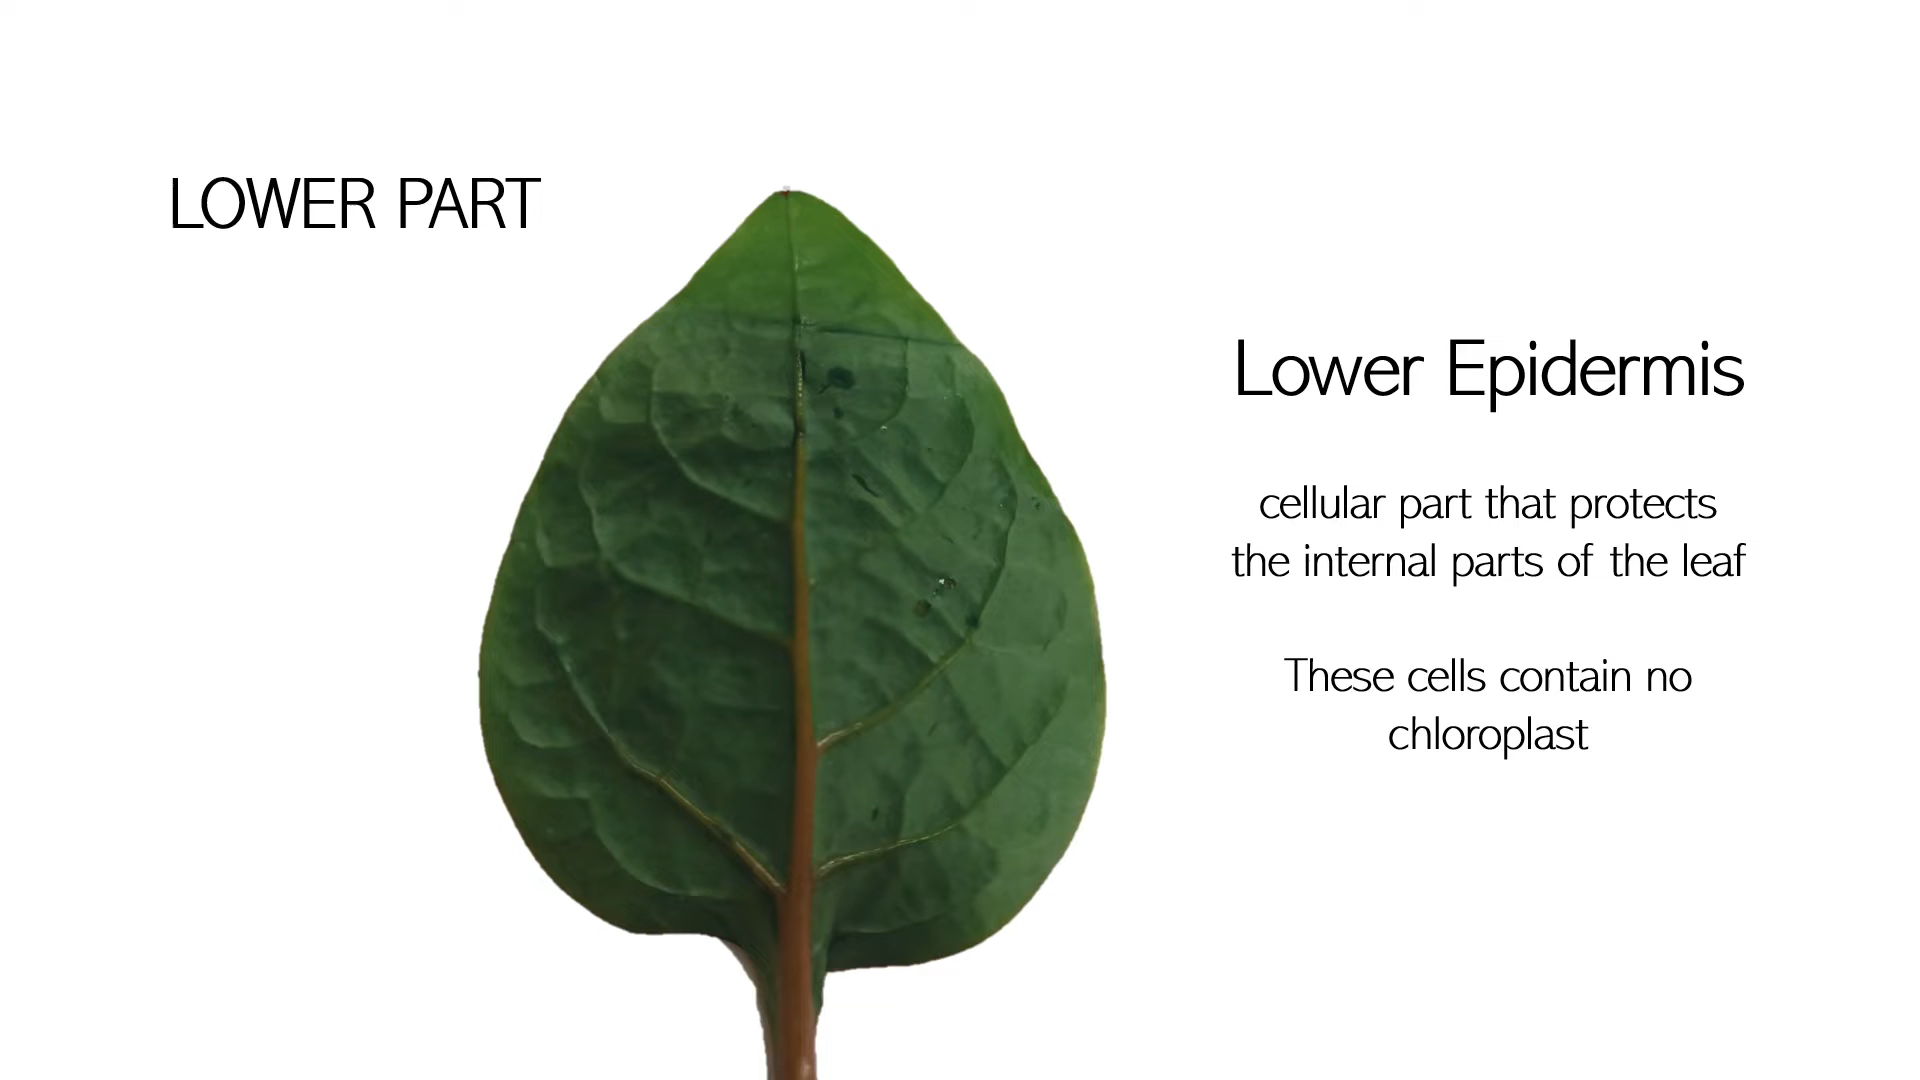 LOWER PART
Lower Epidermis
cellular part that protects
the internal parts of the leaf
These cells contain no
chloroplast